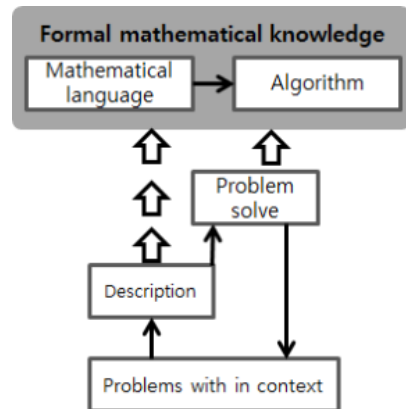 Formal mathematical knowledge
Mathematical
language
Algorithm
Problem
solve
Description
Problems with in context